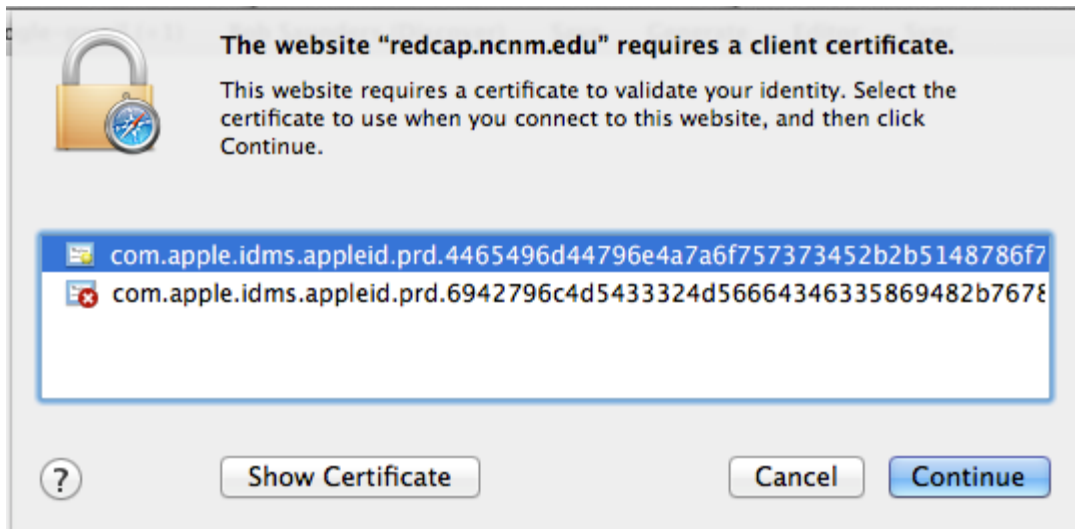 The website “redcap.ncnm.edu” requires a client certificate.
This website requires a certificate to validate your identity. Select the
certificate to use when you connect to this website, and then click
Continue.
com.apple.idms.appleid.prd.4465496d44796e4a7a6f757373452b2b5148786f7
com.apple.idms.appleid.prd.6942796c4d5433324d56664346335869482b7678
?
Show Certificate
Cancel
Continue